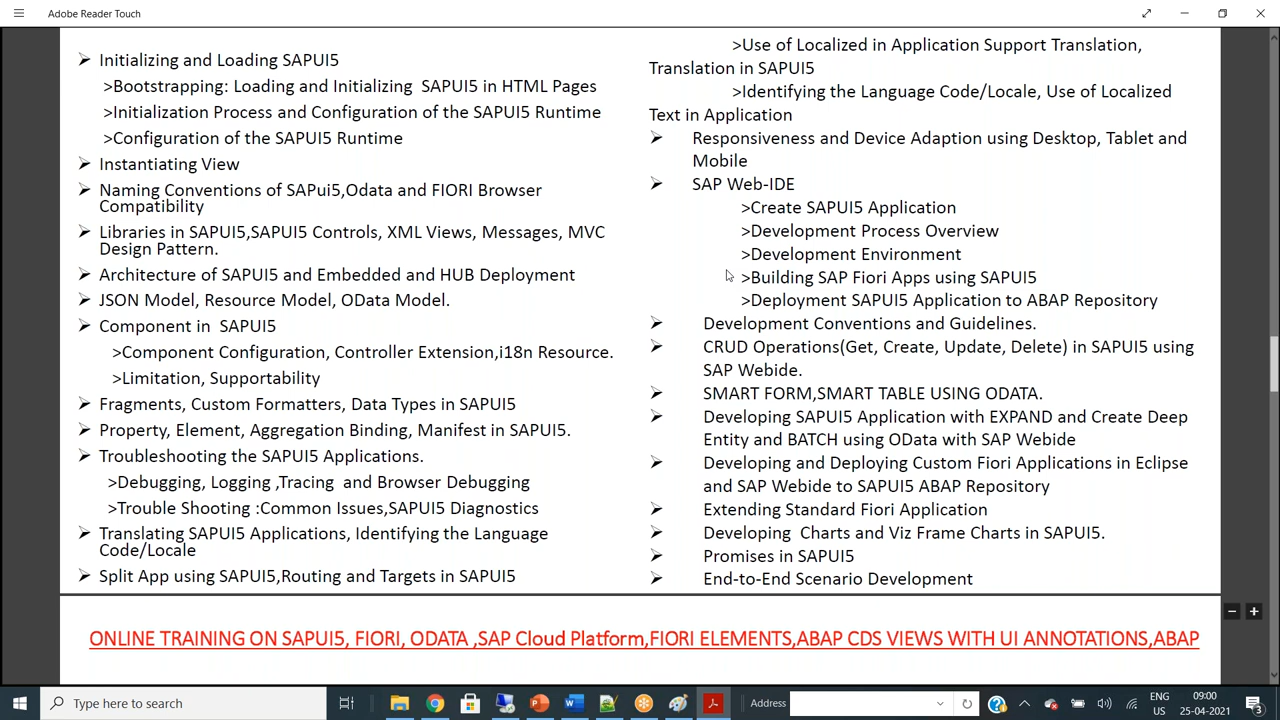 Adobe Reader Touch
Initializing and Loading SAPUI5
>Bootstrapping: Loading and Initializing SAPUI5 in HTML Pages
>Initialization Process and Configuration of the SAPUI5 Runtime
>Configuration of the SAPUI5 Runtime
Instantiating View
Naming Conventions of SAPui5,Odata and FIORI Browser
Compatibility
Libraries in SAPUI5,SAPUI5 Controls, XML Views, Messages, MVC
Design Pattern.
Architecture of SAPUI5 and Embedded and HUB Deployment
JSON Model, Resource Model, OData Model.
Component in SAPUI5
>Component Configuration, Controller Extension,i18n Resource.
>Limitation, Supportability
Fragments, Custom Formatters, Data Types in SAPUI5
Property, Element, Aggregation Binding, Manifest in SAPUI5.
Troubleshooting the SAPUI5 Applications.
>Debugging, Logging ,Tracing and Browser Debugging
>Trouble Shooting :Common Issues,SAPUI5 Diagnostics
Translating SAPUI5 Applications, Identifying the Language
Code/Locale
Split App using SAPUI5,Routing and Targets in SAPUI5
>Use of Localized in Application Support Translation,
Translation in SAPUI5
>Identifying the Language Code/Locale, Use of Localized
Text in Application
Responsiveness and Device Adaption using Desktop, Tablet and
Mobile
SAP Web-IDE
>Create SAPUI5 Application
>Development Process Overview
>Development Environment
>Building SAP Fiori Apps using SAPUI5
>Deployment SAPUI5 Application to ABAP Repository
Development Conventions and Guidelines.
CRUD Operations(Get, Create, Update, Delete) in SAPUI5 using
SAP Webide.
SMART FORM,SMART TABLE USING ODATA.
Developing SAPUI5 Application with EXPAND and Create Deep
Entity and BATCH using OData with SAP Webide
Developing and Deploying Custom Fiori Applications in Eclipse
and SAP Webide to SAPUI5 ABAP Repository
Extending Standard Fiori Application
Developing Charts and Viz Frame Charts in SAPUI5.
Promises in SAPUI5
End-to-End Scenario Development
ONLINE TRAINING ON SAPUI5, FIORI, ODATA ,SAP Cloud Platform,FIORI ELEMENTS,ABAP CDS VIEWS WITH UI ANNOTATIONS,ABAP
Type here to search
Address
ENG
US
09:00
25-04-2021
3